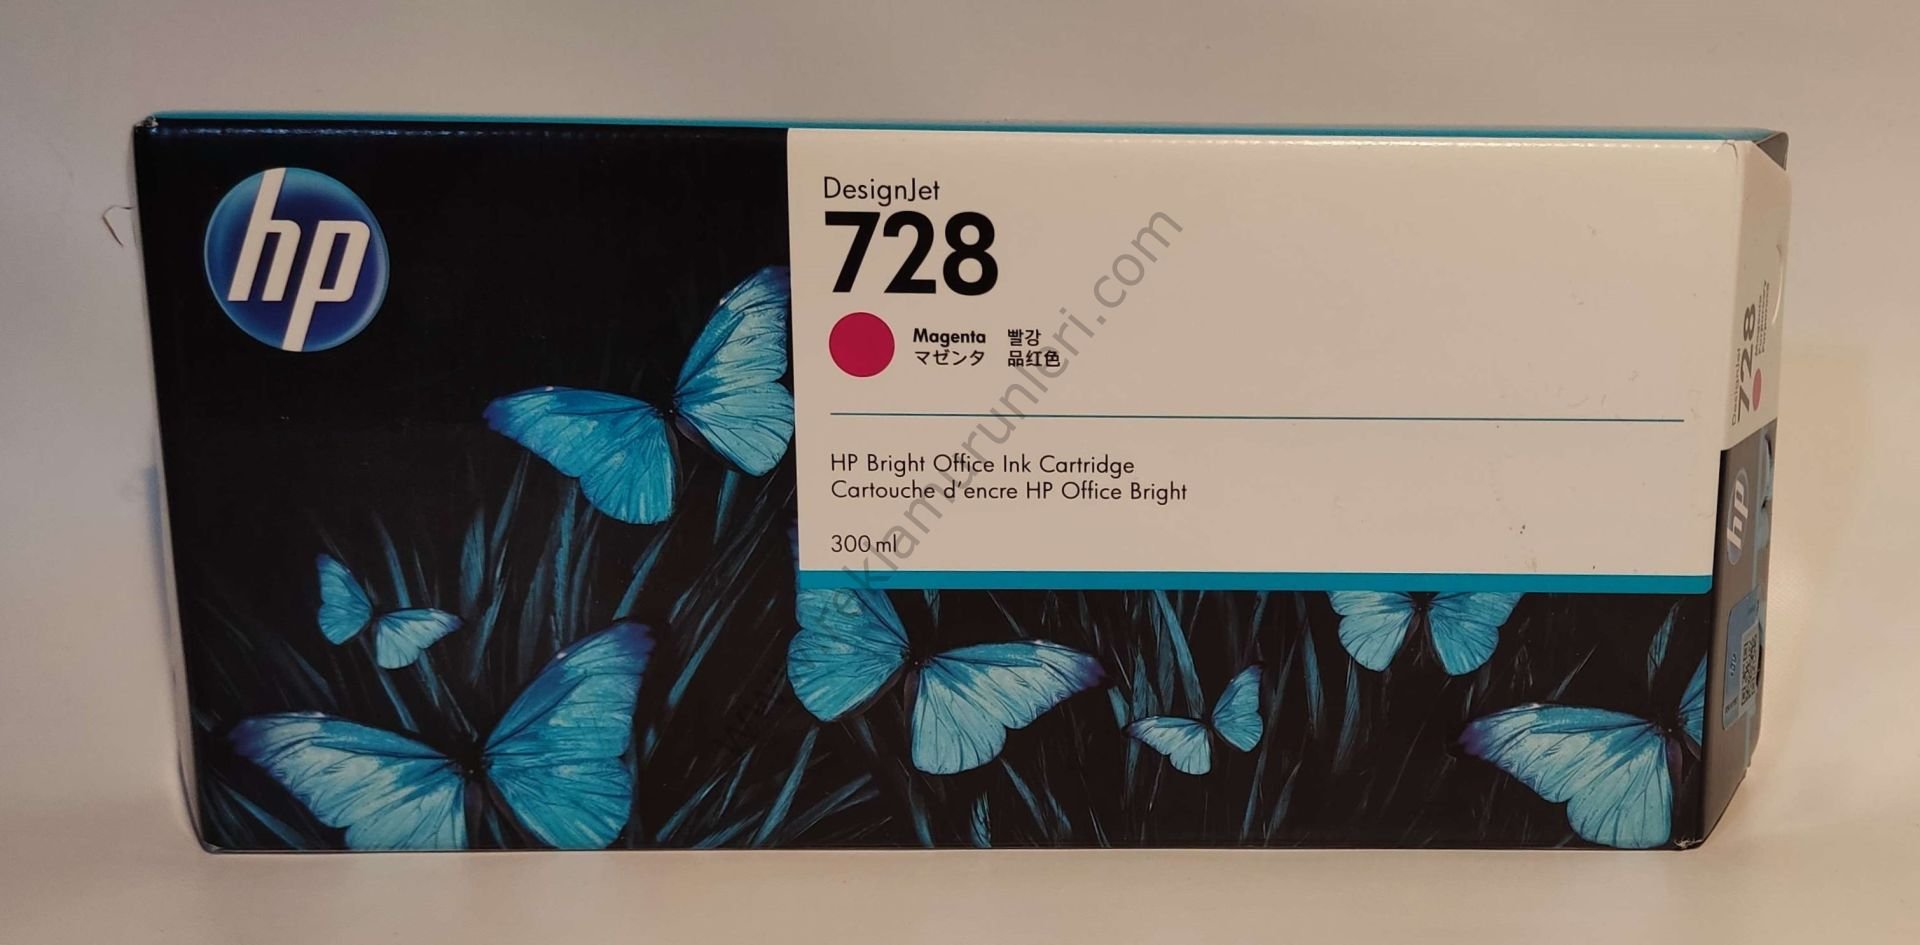 hp
DesignJet
728
Magenta 빨강
マゼンタ 品红色
HP Bright Office Ink Cartridge
Cartouche d'encre HP Office Bright
300 ml
DesignJet
728
hp